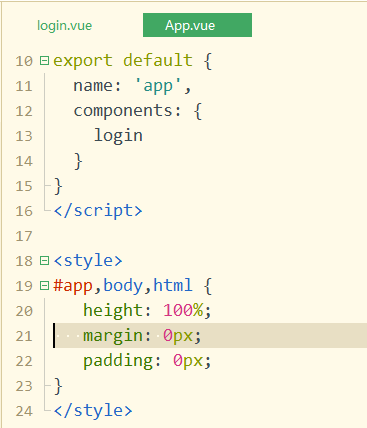 login.vue App.vue
10 export default {
11   name: 'app',
12   components: {
13     login
14   }
15 }
16 </script>
17
18 <style>
19 #app,body,html {
20    height: 100%;
21    margin: 0px;
22    padding: 0px;
23 }
24 </style>